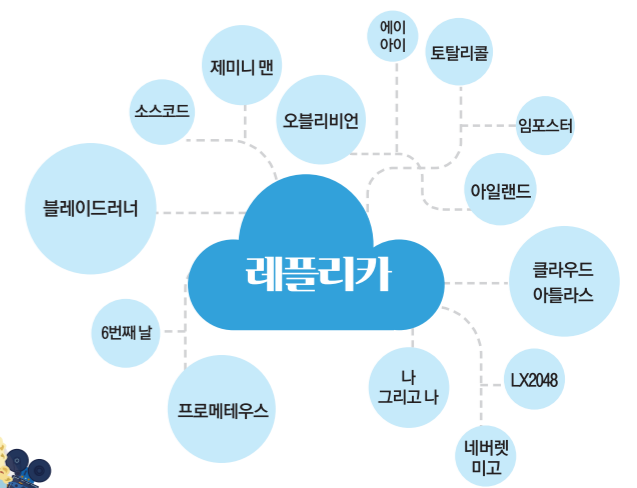 에이
아이
토탈리콜
제미니 맨
소스코드
오블리비언
임포스터
아일랜드
블레이드러너
레플리카
클라우드
아틀라스
6번째 날
프로메테우스
나
그리고 나
LX2048
네버렛
미고